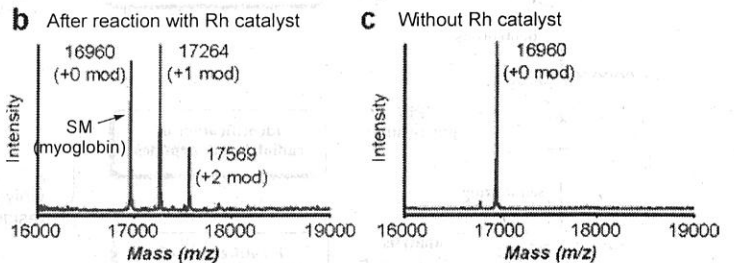 b After reaction with Rh catalyst
16960
(+0 mod)
17264
(+1 mod)
SM
(myoglobin)
17569
(+2 mod)
Intensity
16000 17000 18000 19000
Mass (m/z)
c Without Rh catalyst
16960
(+0 mod)
Intensity
16000 17000 18000 19000
Mass (m/z)